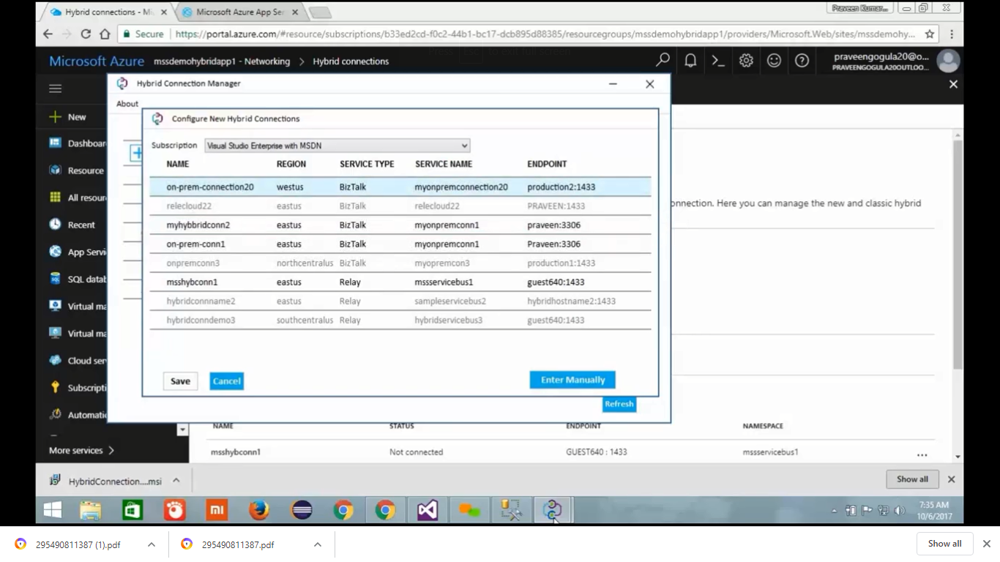 Hybrid connections - Mi
Microsoft Azure App Ser
Praveen Kumar...
Secure
https://portal.azure.com/#resource/subscriptions/b33ed2cd-f0c2-44b1-bc17-dcb895d88385/resourcegroups/mssdemohybridapp1/providers/Microsoft.Web/sites/mssdemohy...
Microsoft Azure mssdemohybridapp1 - Networking > Hybrid connections
praveengogula20@o...
PRAVEENGOGULA20OUTLOO...
Hybrid Connection Manager
About
New
Dashboar
Resource
All resour
Recent
App Servi
SQL datab
Virtual ma
Virtual ma
Cloud ser
Subscripti
Automatic
More services >
Configure New Hybrid Connections
Subscription Visual Studio Enterprise with MSDN
NAME REGION SERVICE TYPE SERVICE NAME ENDPOINT
on-prem-connection20 westus BizTalk myonpremconnection20 production2:1433
relecloud22 eastus BizTalk relecloud22 PRAVEEN:1433
myhybbridconn2 eastus BizTalk myonpremconn1 praveen:3306
on-prem-conn1 eastus BizTalk myonpremconn1 Praveen:3306
onpremconn3 northcentralus BizTalk myopremcon3 production1:1433
msshybconn1 eastus Relay mssservicebus1 guest640:1433
hybridconnname2 eastus Relay sampleservicebus2 hybridhostname2:1433
hybridconndemo3 southcentralus Relay hybridservicebus3 guest640:1433
Save Cancel Enter Manually
Refresh
onnection. Here you can manage the new and classic hybrid
NAME STATUS ENDPOINT NAMESPACE
msshybconn1 Not connected GUEST640 : 1433 mssservicebus1 ...
HybridConnection....msi
Show all
mi
7:35 AM
10/6/2017
295490811387 (1).pdf
295490811387.pdf
Show all